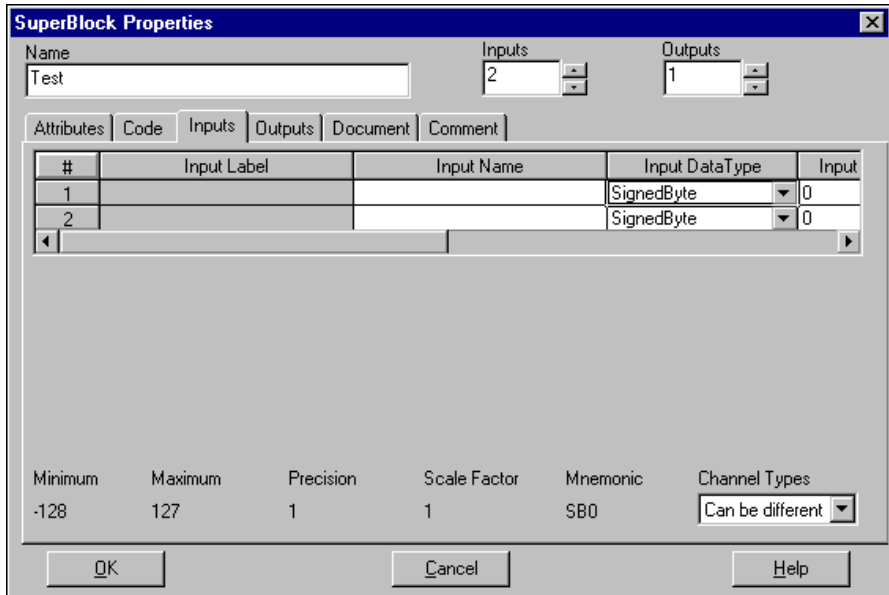 SuperBlock Properties
Name Inputs Outputs
Test 2 1
Attributes Code Inputs Outputs Document Comment
# Input Label Input Name Input DataType Input
1 SignedByte 0
2 SignedByte 0
Minimum Maximum Precision Scale Factor Mnemonic Channel Types
-128 127 1 1 SB0 Can be different
OK Cancel Help